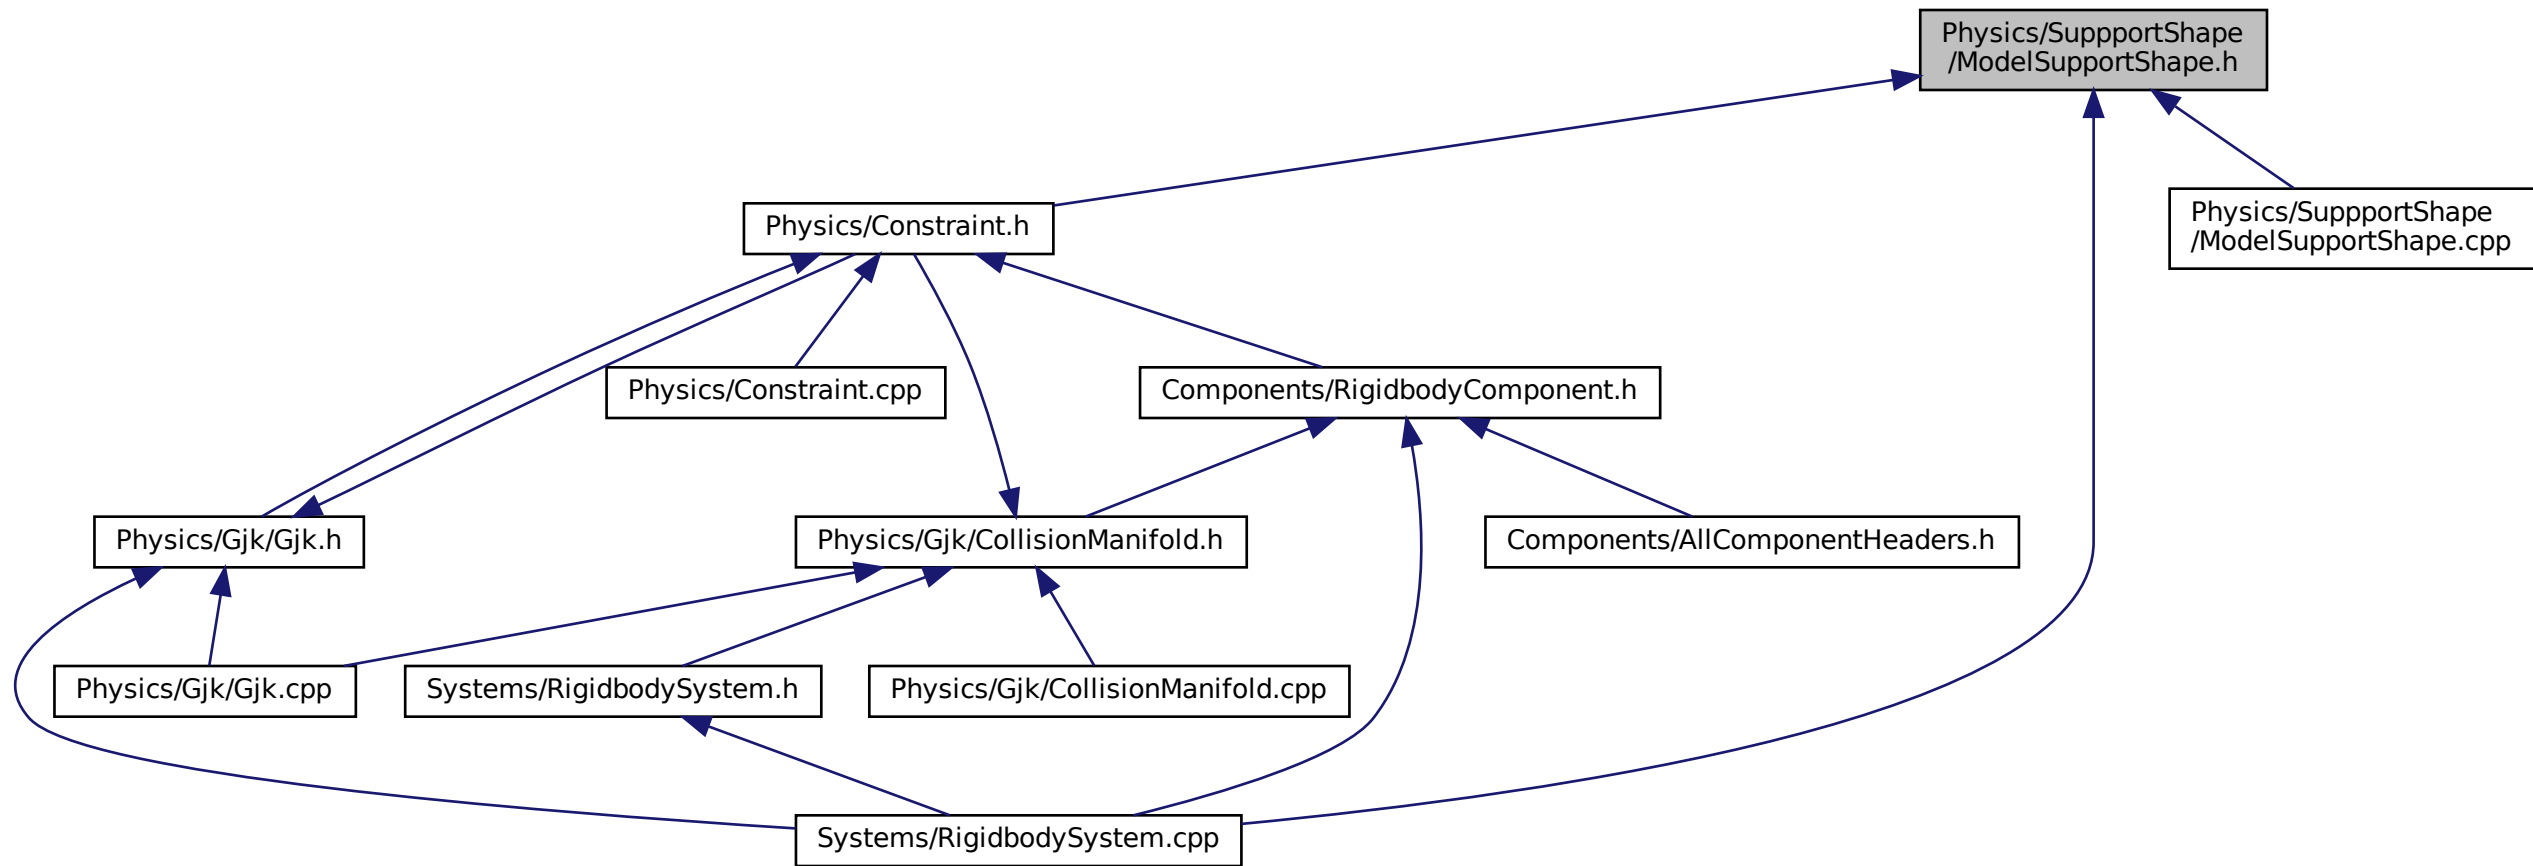 Physics/SuppportShape
/ModelSupportShape.h
Physics/SuppportShape
/ModelSupportShape.cpp
Physics/Constraint.h
Physics/Constraint.cpp
Components/RigidbodyComponent.h
Physics/Gjk/Gjk.h
Physics/Gjk/CollisionManifold.h
Components/AllComponentHeaders.h
Physics/Gjk/Gjk.cpp
Systems/RigidbodySystem.h
Physics/Gjk/CollisionManifold.cpp
Systems/RigidbodySystem.cpp